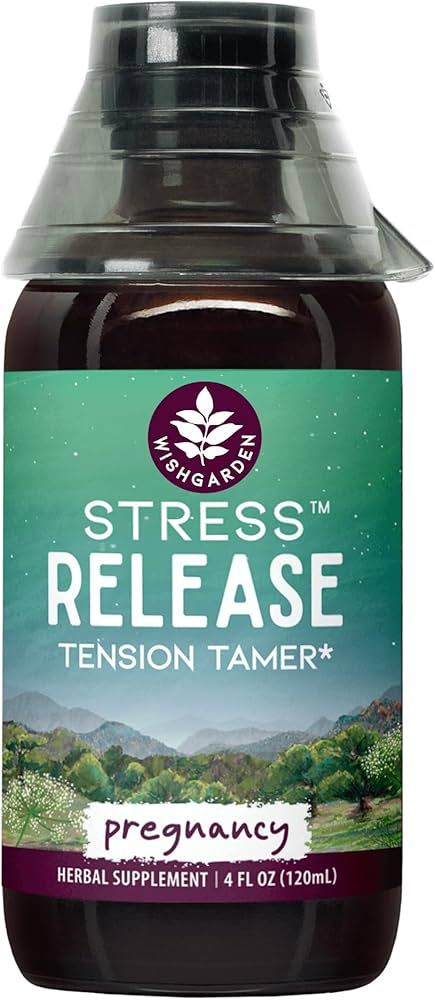 WISHGARDEN
STRESS™
RELEASE
TENSION TAMER*
pregnancy
HERBAL SUPPLEMENT | 4 FL OZ (120mL)